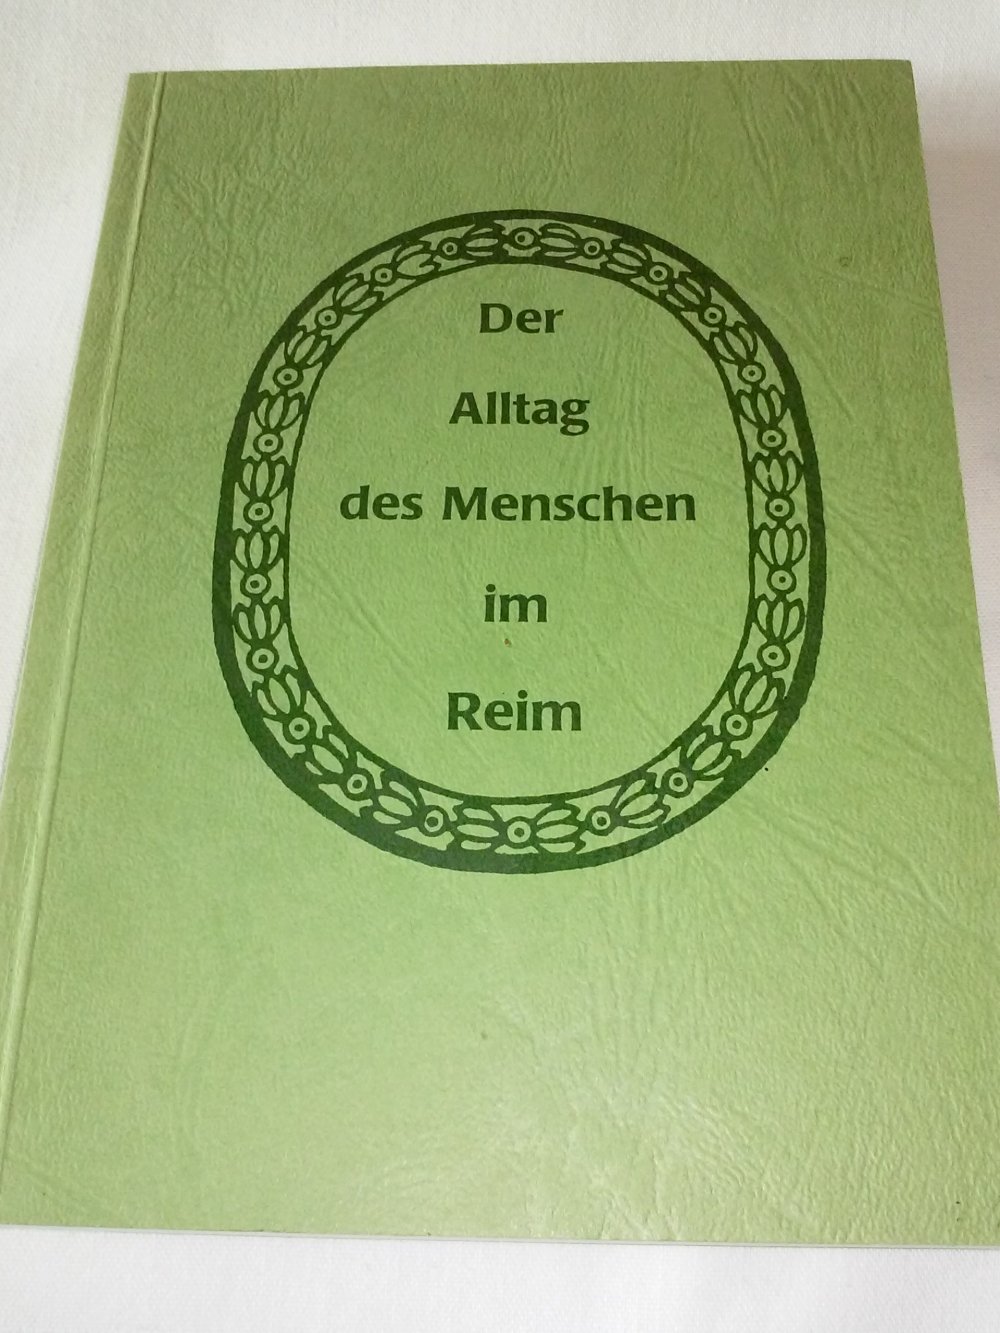 Der
Alltag
des Menschen
im
Reim